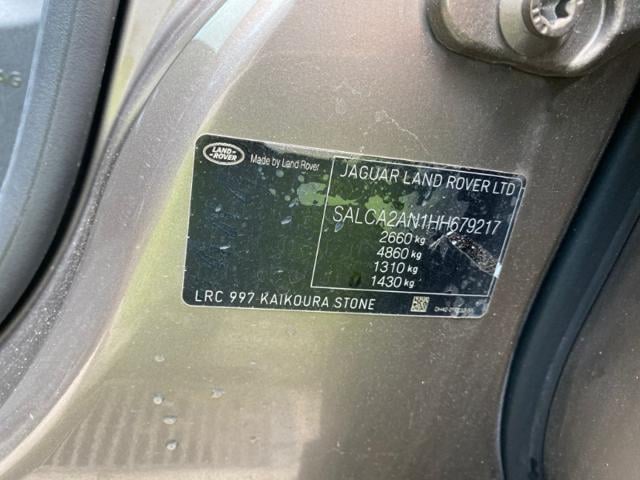 LAND-
ROVER
Made by Land Rover
JAGUAR LAND ROVER LTD
SALCA2AN1HH679217
2660 kg
4860 kg
1310 kg
1430 kg
LRC 997 KAIKOURA STONE